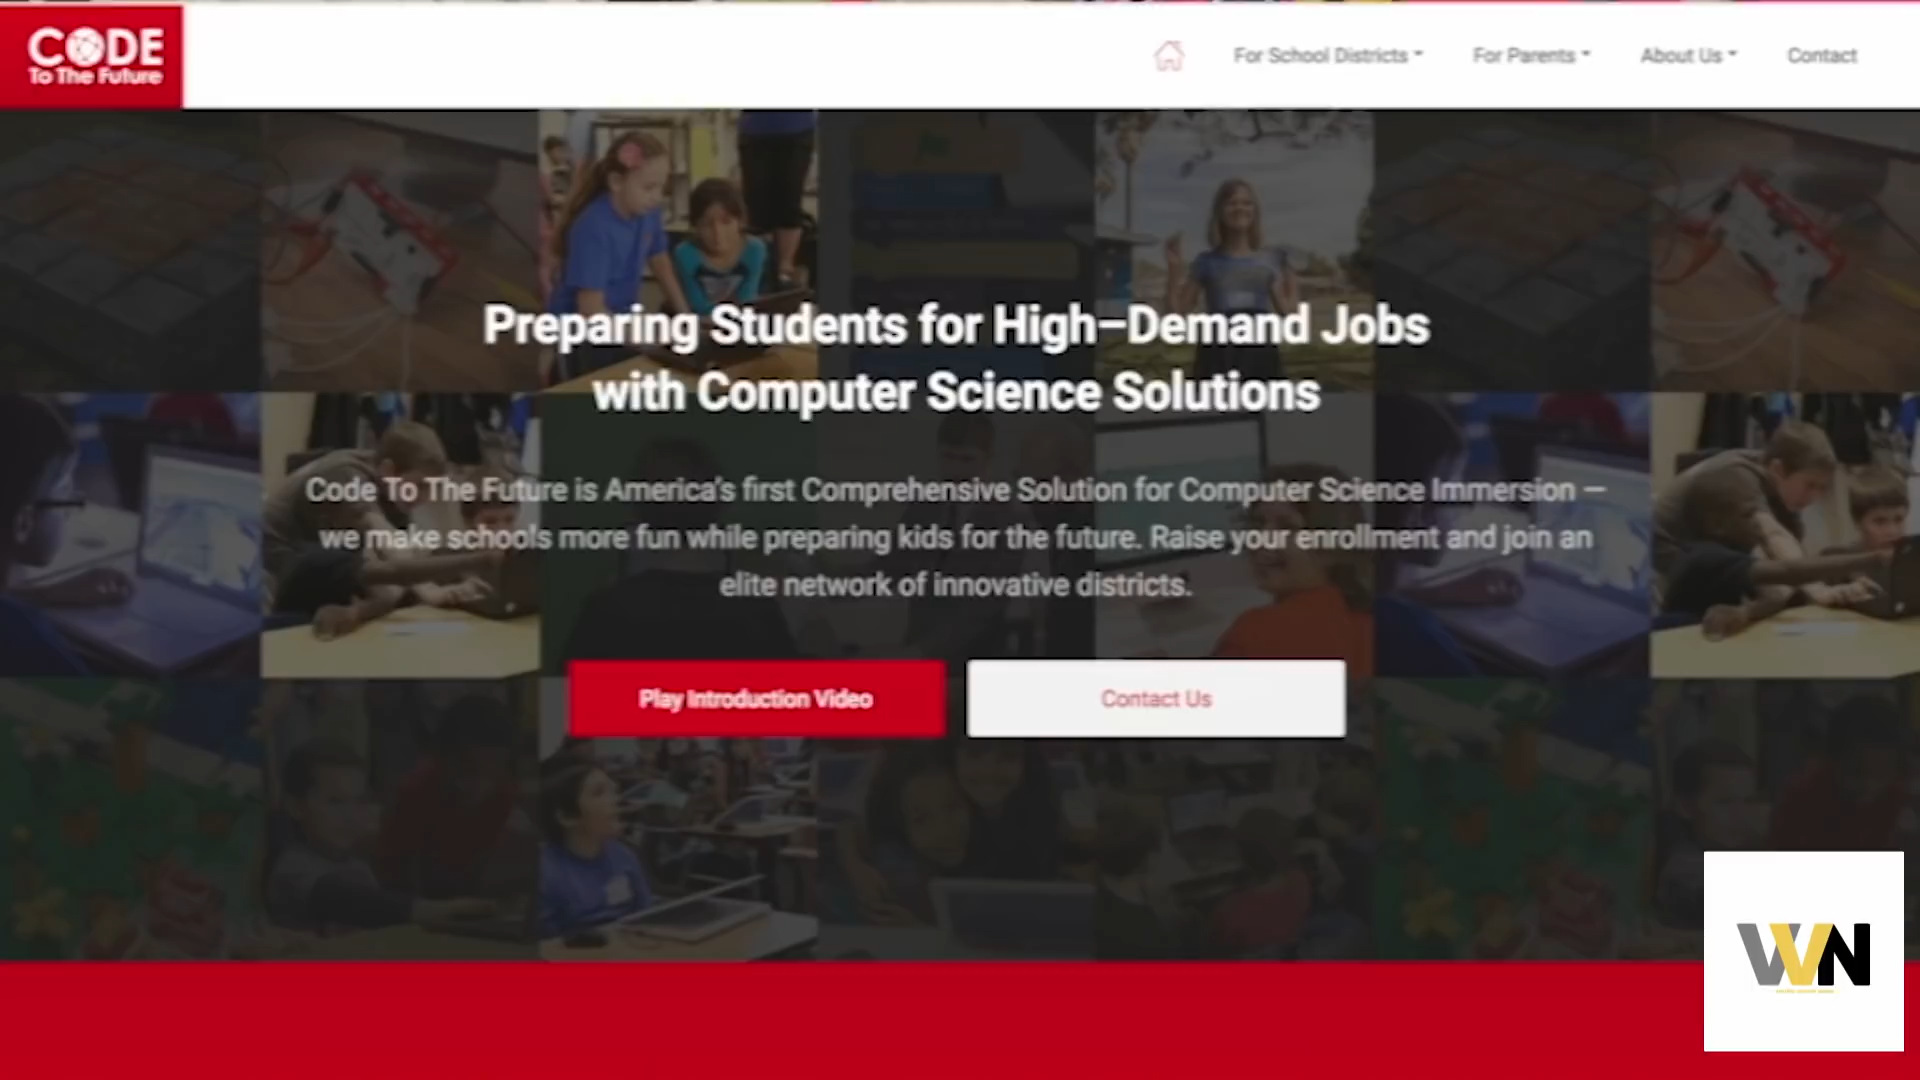 CODE
To The Future
For School Districts
For Parents
About Us
Contact
Preparing Students for High–Demand Jobs
with Computer Science Solutions
Code To The Future is America's first Comprehensive Solution for Computer Science Immersion —
we make schools more fun while preparing kids for the future. Raise your enrollment and join an
elite network of innovative districts.
Play Introduction Video
Contact Us
WVN